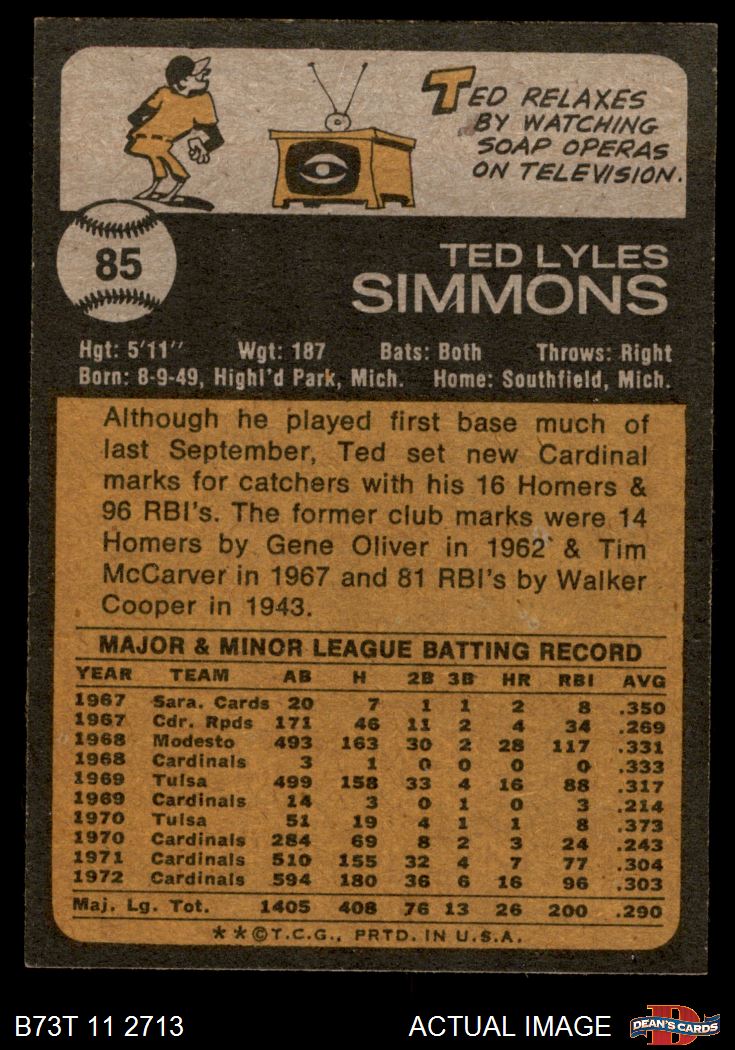 TED RELAXES
BY WATCHING
SOAP OPERAS
ON TELEVISION.
85
TED LYLES
SIMMONS
Hgt: 5'11" Wgt: 187 Bats: Both Throws: Right
Born: 8-9-49, Highl'd Park, Mich. Home: Southfield, Mich.
Although he played first base much of
last September, Ted set new Cardinal
marks for catchers with his 16 Homers &
96 RBI's. The former club marks were 14
Homers by Gene Oliver in 1962 & Tim
McCarver in 1967 and 81 RBI's by Walker
Cooper in 1943.
MAJOR & MINOR LEAGUE BATTING RECORD
YEAR TEAM AB H 2B 3B HR RBI AVG
1967 Sara. Cards 20 7 1 1 2 8 .350
1967 Cdr. Rpds 171 46 11 2 4 34 .269
1968 Modesto 493 163 30 2 28 117 .331
1968 Cardinals 3 1 0 0 0 0 .333
1969 Tulsa 499 158 33 4 16 88 .317
1969 Cardinals 14 3 0 1 0 3 .214
1970 Tulsa 51 19 4 1 1 8 .373
1970 Cardinals 284 69 8 2 3 24 .243
1971 Cardinals 510 155 32 4 7 77 .304
1972 Cardinals 594 180 36 6 16 96 .303
Maj. Lg. Tot. 1405 408 76 13 26 200 .290
**©T.C.G., PRTD. IN U.S.A.
B73T 11 2713 ACTUAL IMAGE D DEAN'S CARDS